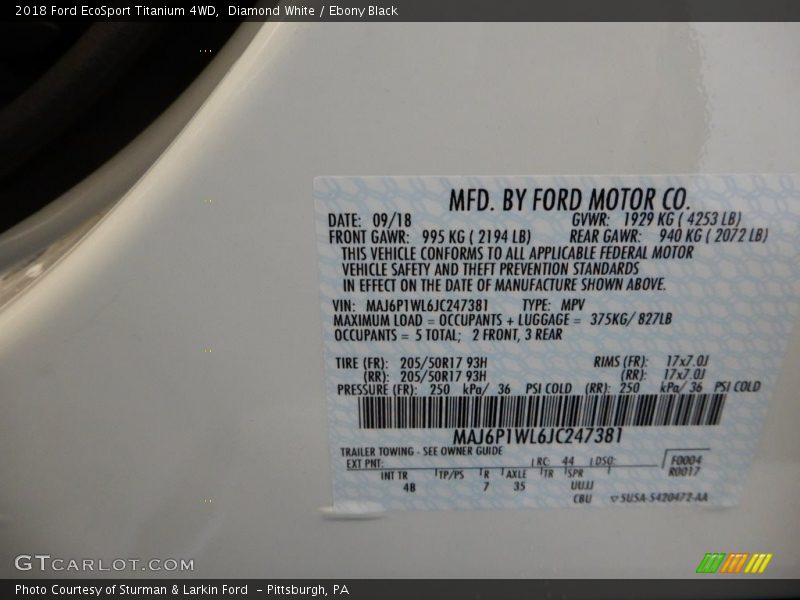 2018 Ford EcoSport Titanium 4WD,  Diamond White / Ebony Black
MFD. BY FORD MOTOR CO.
DATE: 09/18 GVWR: 1929 KG ( 4253 LB)
FRONT GAWR: 995 KG ( 2194 LB) REAR GAWR: 940 KG ( 2072 LB)
THIS VEHICLE CONFORMS TO ALL APPLICABLE FEDERAL MOTOR
VEHICLE SAFETY AND THEFT PREVENTION STANDARDS
IN EFFECT ON THE DATE OF MANUFACTURE SHOWN ABOVE.
VIN: MAJ6P1WL6JC247381 TYPE: MPV
MAXIMUM LOAD = OCCUPANTS + LUGGAGE = 375KG/ 827LB
OCCUPANTS = 5 TOTAL; 2 FRONT, 3 REAR
TIRE (FR): 205/50R17 93H RIMS (FR): 17x7.0J
(RR): 205/50R17 93H (RR): 17x7.0J
PRESSURE (FR): 250 kPa/ 36 PSI COLD (RR): 250 kPa/ 36 PSI COLD
MAJ6P1WL6JC247381
TRAILER TOWING - SEE OWNER GUIDE
EXT PNT: RC: 44 DSO: F0004
R0017
INT TR TP/PS R AXLE TR SPR
4B 7 35 UUJJ
CBU 5U5A-5420472-AA
GTCARLOT.COM
Photo Courtesy of Sturman & Larkin Ford  - Pittsburgh, PA